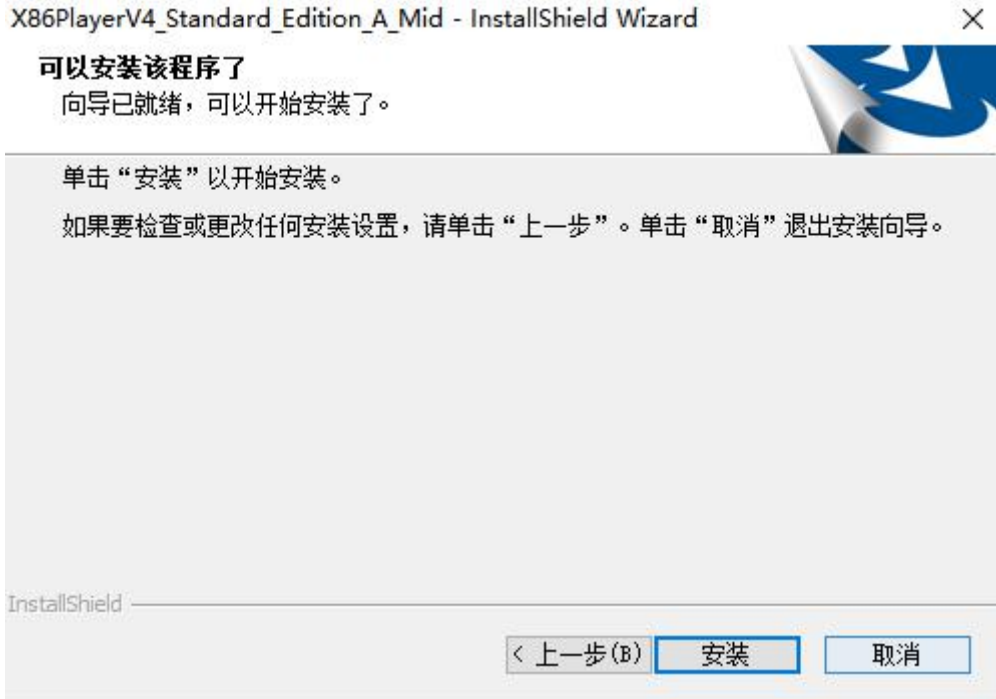 X86PlayerV4_Standard_Edition_A_Mid - InstallShield Wizard
可以安装该程序了
向导已就绪，可以开始安装了。
单击“安装”以开始安装。
如果要检查或更改任何安装设置，请单击“上一步”。单击“取消”退出安装向导。
InstallShield
< 上一步(B) 安装 取消